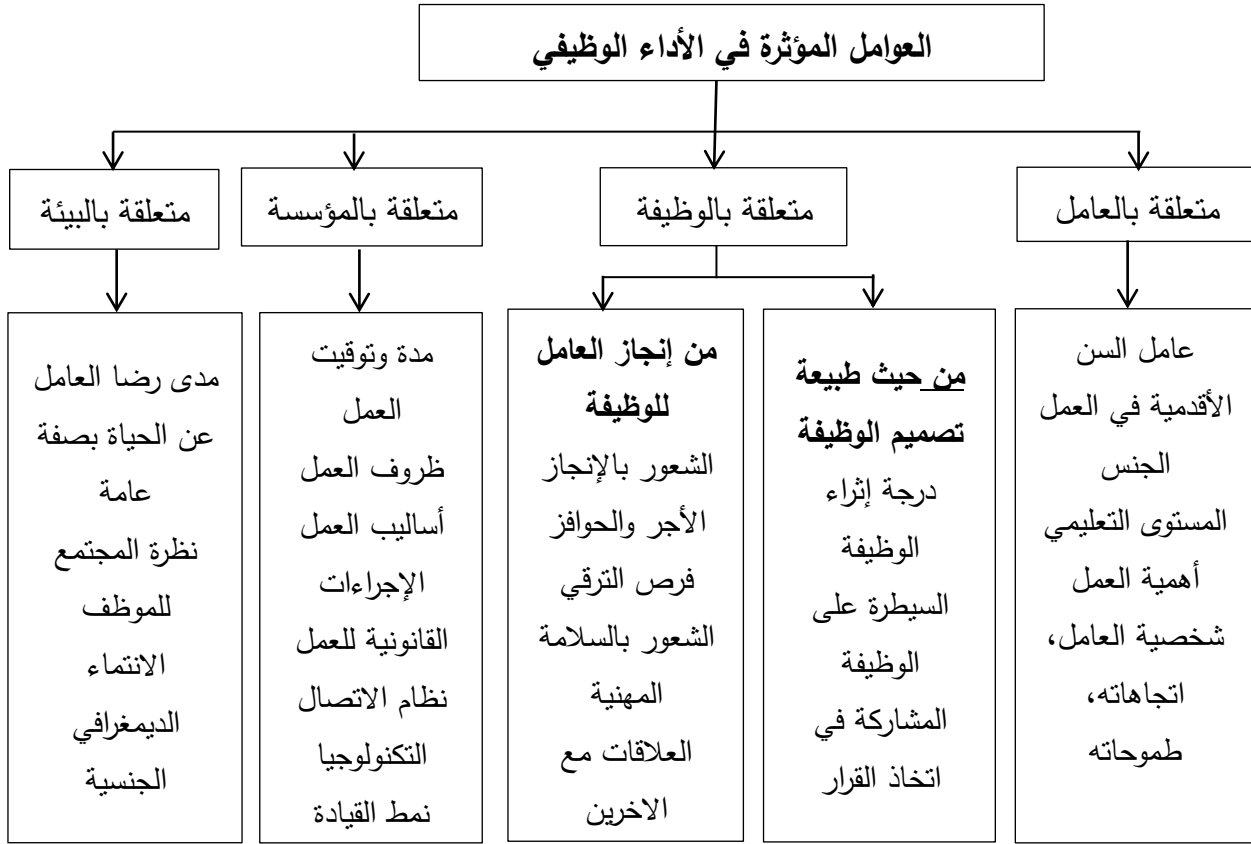 العوامل المؤثرة في الأداء الوظيفي
متعلقة بالعامل
متعلقة بالوظيفة
متعلقة بالمؤسسة
متعلقة بالبيئة
عامل السن
الأقدمية في العمل
الجنس
المستوى التعليمي
أهمية العمل
شخصية العامل،
اتجاهاته،
طموحاته
من حيث طبيعة
تصميم الوظيفة
درجة إثراء
الوظيفة
السيطرة على
الوظيفة
المشاركة في
اتخاذ القرار
من إنجاز العامل
للوظيفة
الشعور بالإنجاز
الأجر والحوافز
فرص الترقي
الشعور بالسلامة
المهنية
العلاقات مع
الاخرين
مدة وتوقيت
العمل
ظروف العمل
أساليب العمل
الإجراءات
القانونية للعمل
نظام الاتصال
التكنولوجيا
نمط القيادة
مدى رضا العامل
عن الحياة بصفة
عامة
نظرة المجتمع
للموظف
الانتماء
الديمغرافي
الجنسية